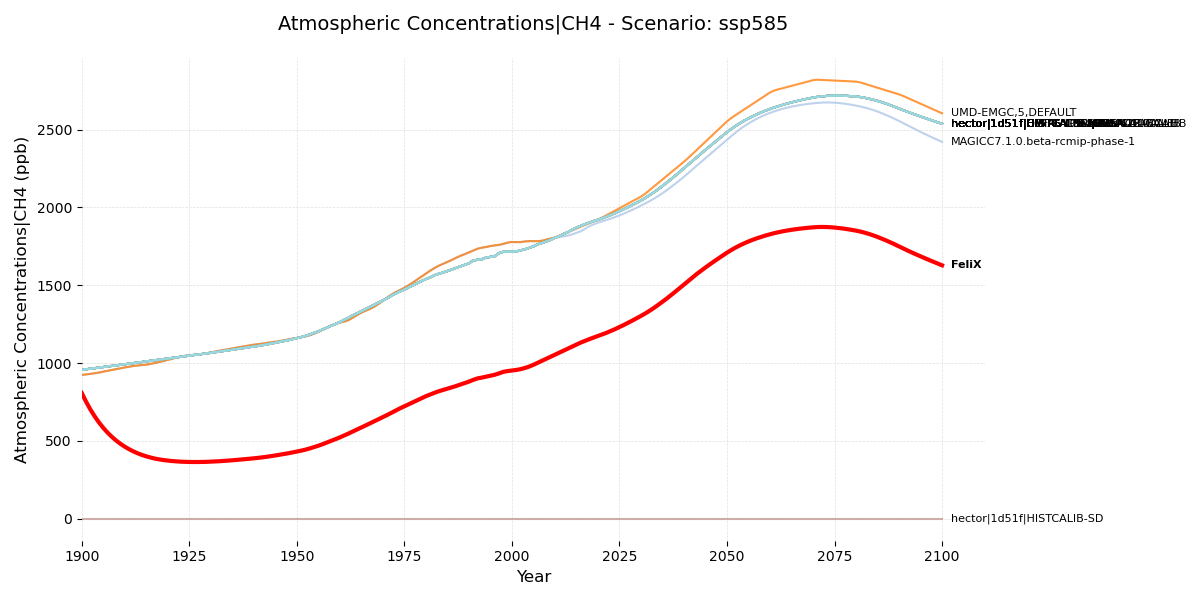 Atmospheric Concentrations|CH4 - Scenario: ssp585
Atmospheric Concentrations|CH4 (ppb)
2500
2000
1500
1000
500
0
UMD-EMGC,5,DEFAULT
hector|1d51f|
MAGICC7.1.0.beta-rcmip-phase-1
FeliX
hector|1d51f|HISTCALIB-SD
1900
1925
1950
1975
2000
2025
2050
2075
2100
Year